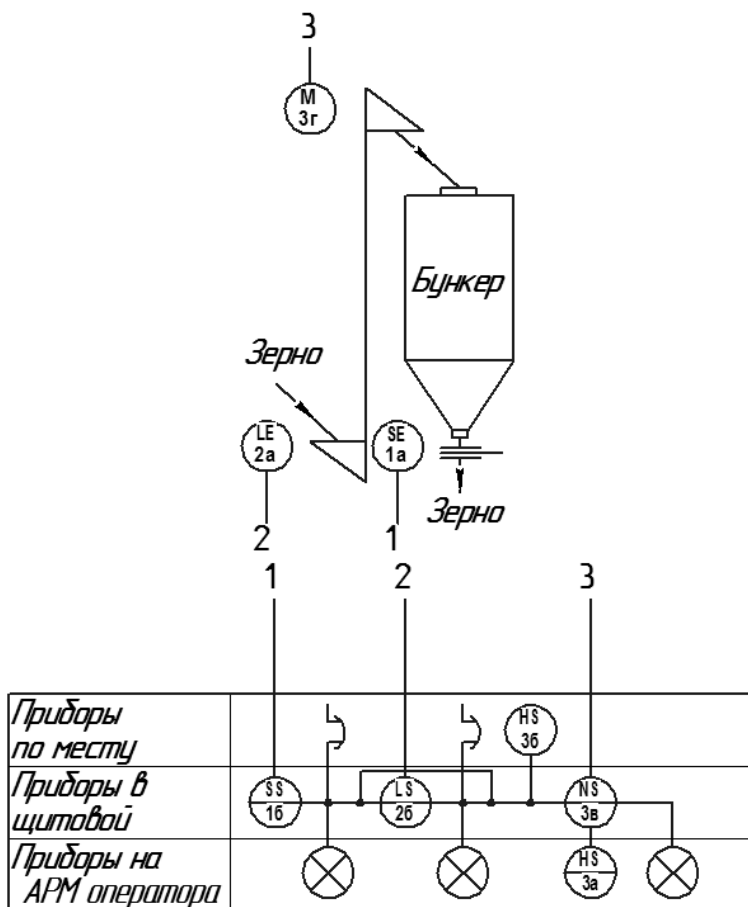 3
М
3г
Бункер
Зерно
LE
2а
SE
1а
Зерно
2
1
1
2
3
Приборы
по месту
HS
3б
Приборы в
щитовой
SS
1б
LS
2б
NS
3в
Приборы на
АРМ оператора
HS
3а